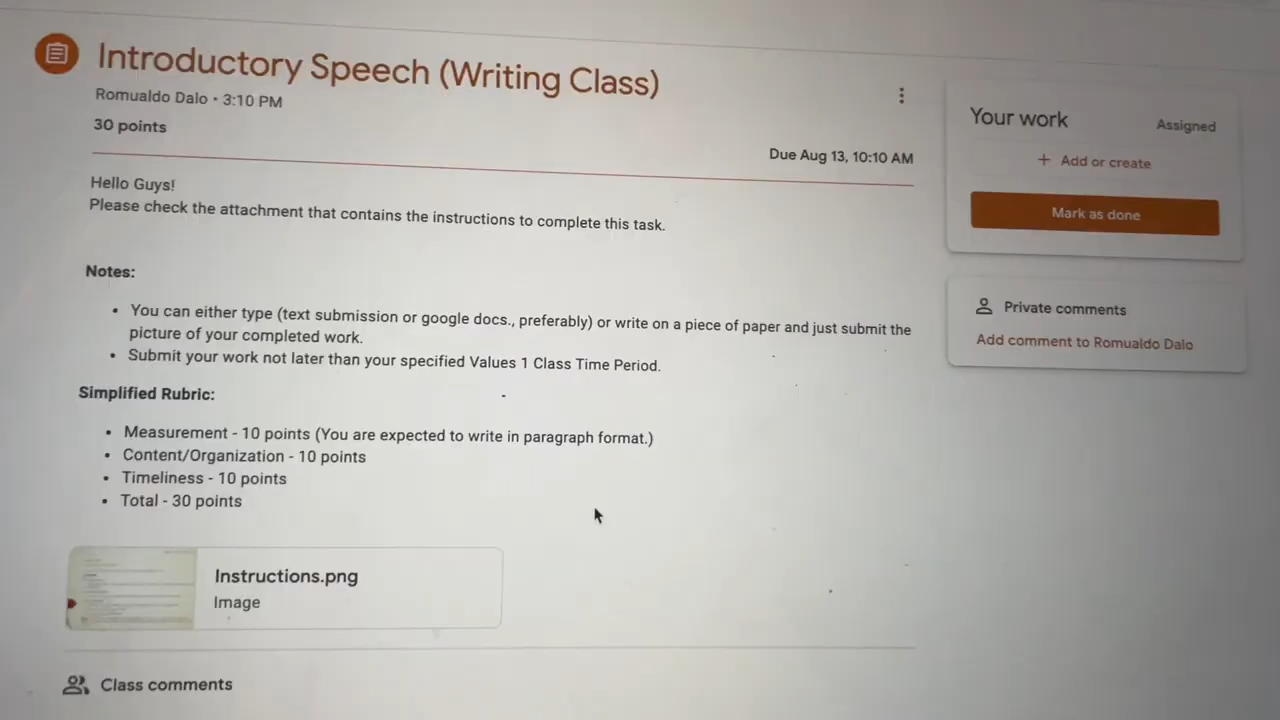 Introductory Speech (Writing Class)
Romualdo Dalo • 3:10 PM
30 points
Due Aug 13, 10:10 AM
Hello Guys!
Please check the attachment that contains the instructions to complete this task.
Notes:
• You can either type (text submission or google docs., preferably) or write on a piece of paper and just submit the
picture of your completed work.
• Submit your work not later than your specified Values 1 Class Time Period.
Simplified Rubric:
• Measurement - 10 points (You are expected to write in paragraph format.)
• Content/Organization - 10 points
• Timeliness - 10 points
• Total - 30 points
Instructions.png
Image
Class comments
Your work
Assigned
+ Add or create
Mark as done
Private comments
Add comment to Romualdo Dalo